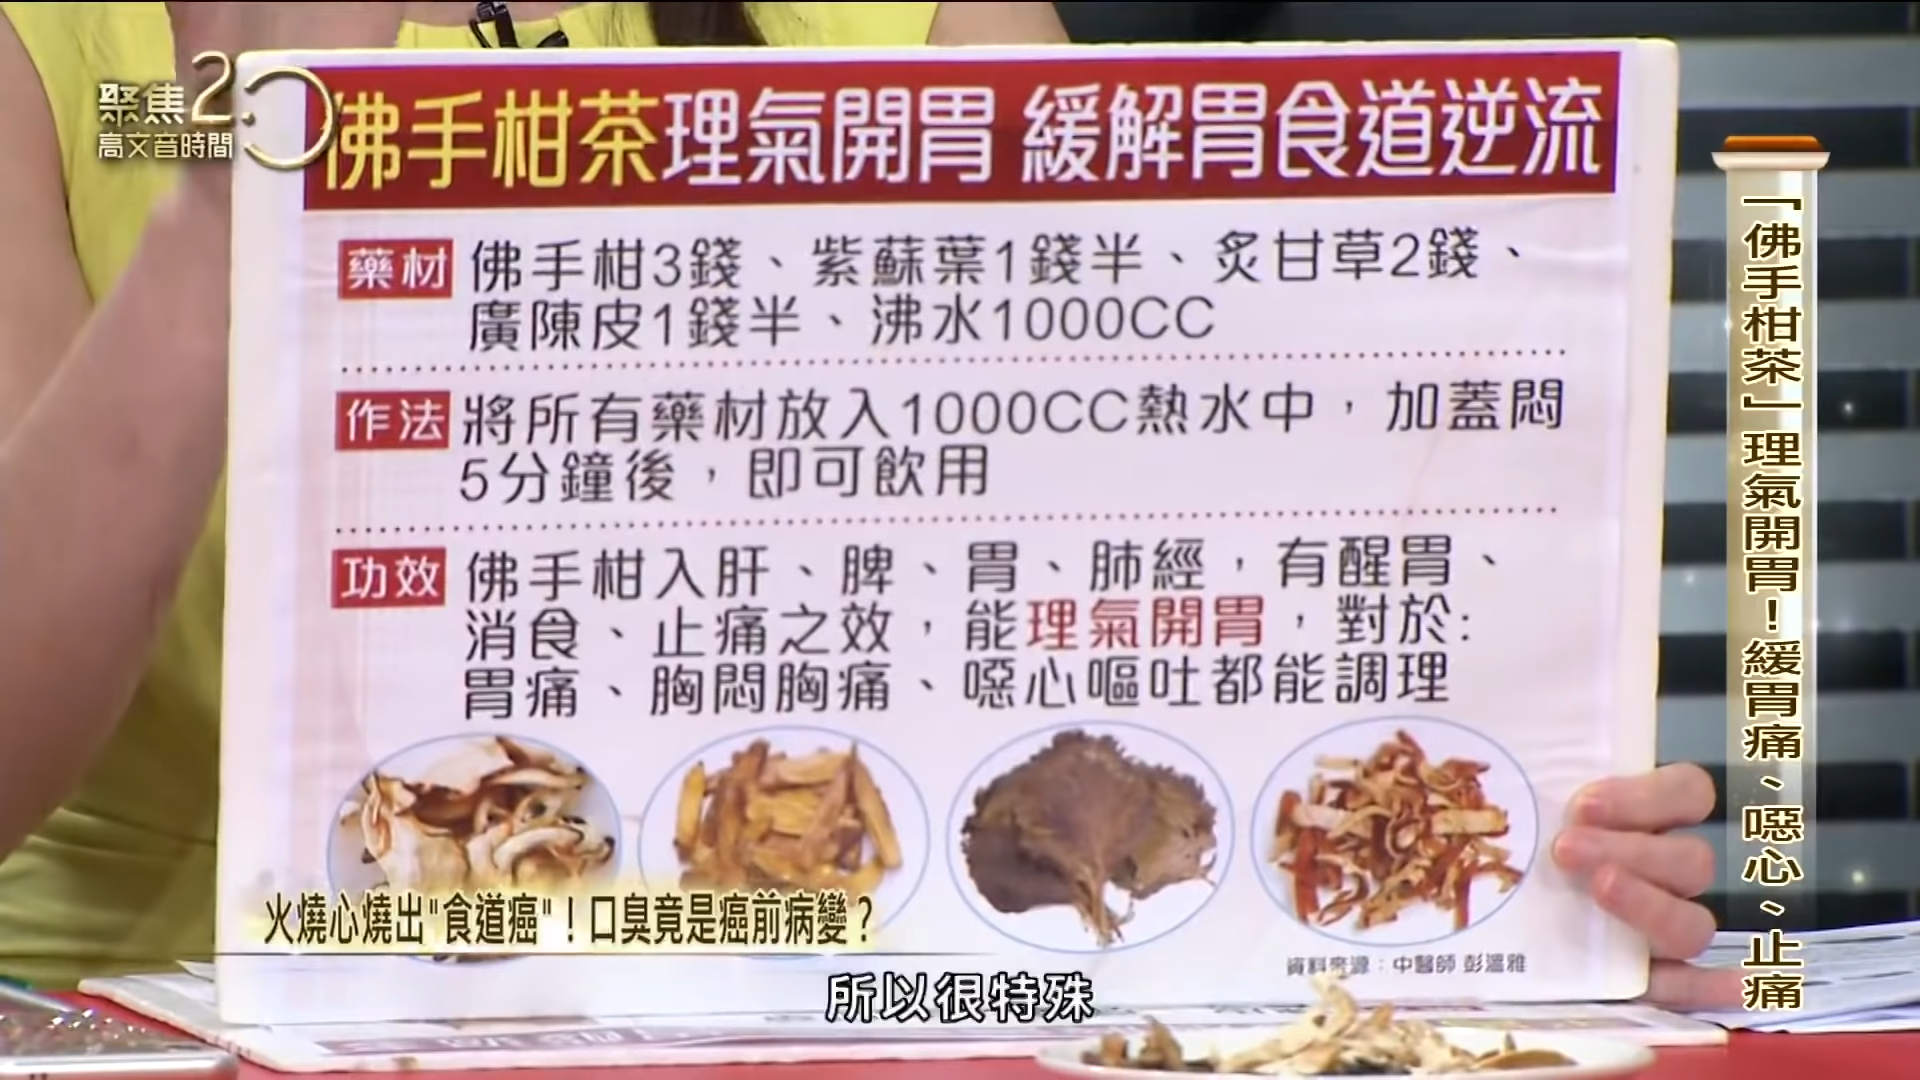 聚焦2.0
高文音時間
佛手柑茶理氣開胃 緩解胃食道逆流
藥材 佛手柑3錢、紫蘇葉1錢半、炙甘草2錢、
廣陳皮1錢半、沸水1000CC
作法 將所有藥材放入1000CC熱水中，加蓋悶
5分鐘後，即可飲用
功效 佛手柑入肝、脾、胃、肺經，有醒胃、
消食、止痛之效，能理氣開胃，對於:
胃痛、胸悶胸痛、噁心嘔吐都能調理
資料來源：中醫師 彭溫雅
火燒心燒出"食道癌"！口臭竟是癌前病變？
所以很特殊
「佛手柑茶」理氣開胃！緩胃痛、噁心、止痛